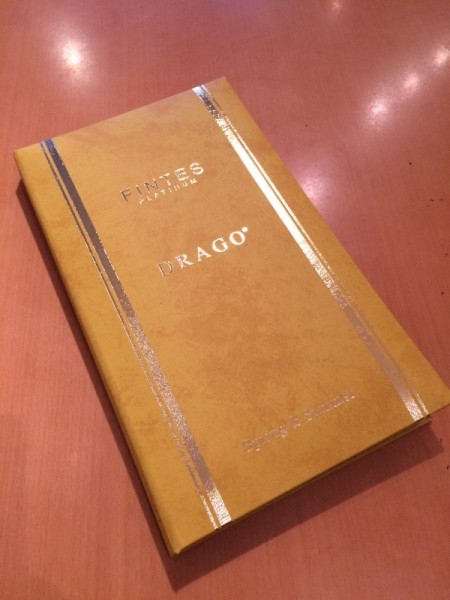 FINTES
PLATINUM
DRAGO®
Spring & Summer